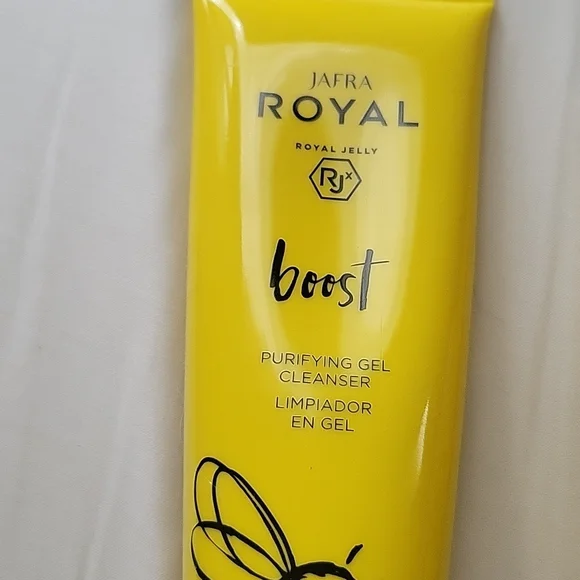 JAFRA
ROYAL
ROYAL JELLY
RJx
boost
PURIFYING GEL
CLEANSER
LIMPIADOR
EN GEL